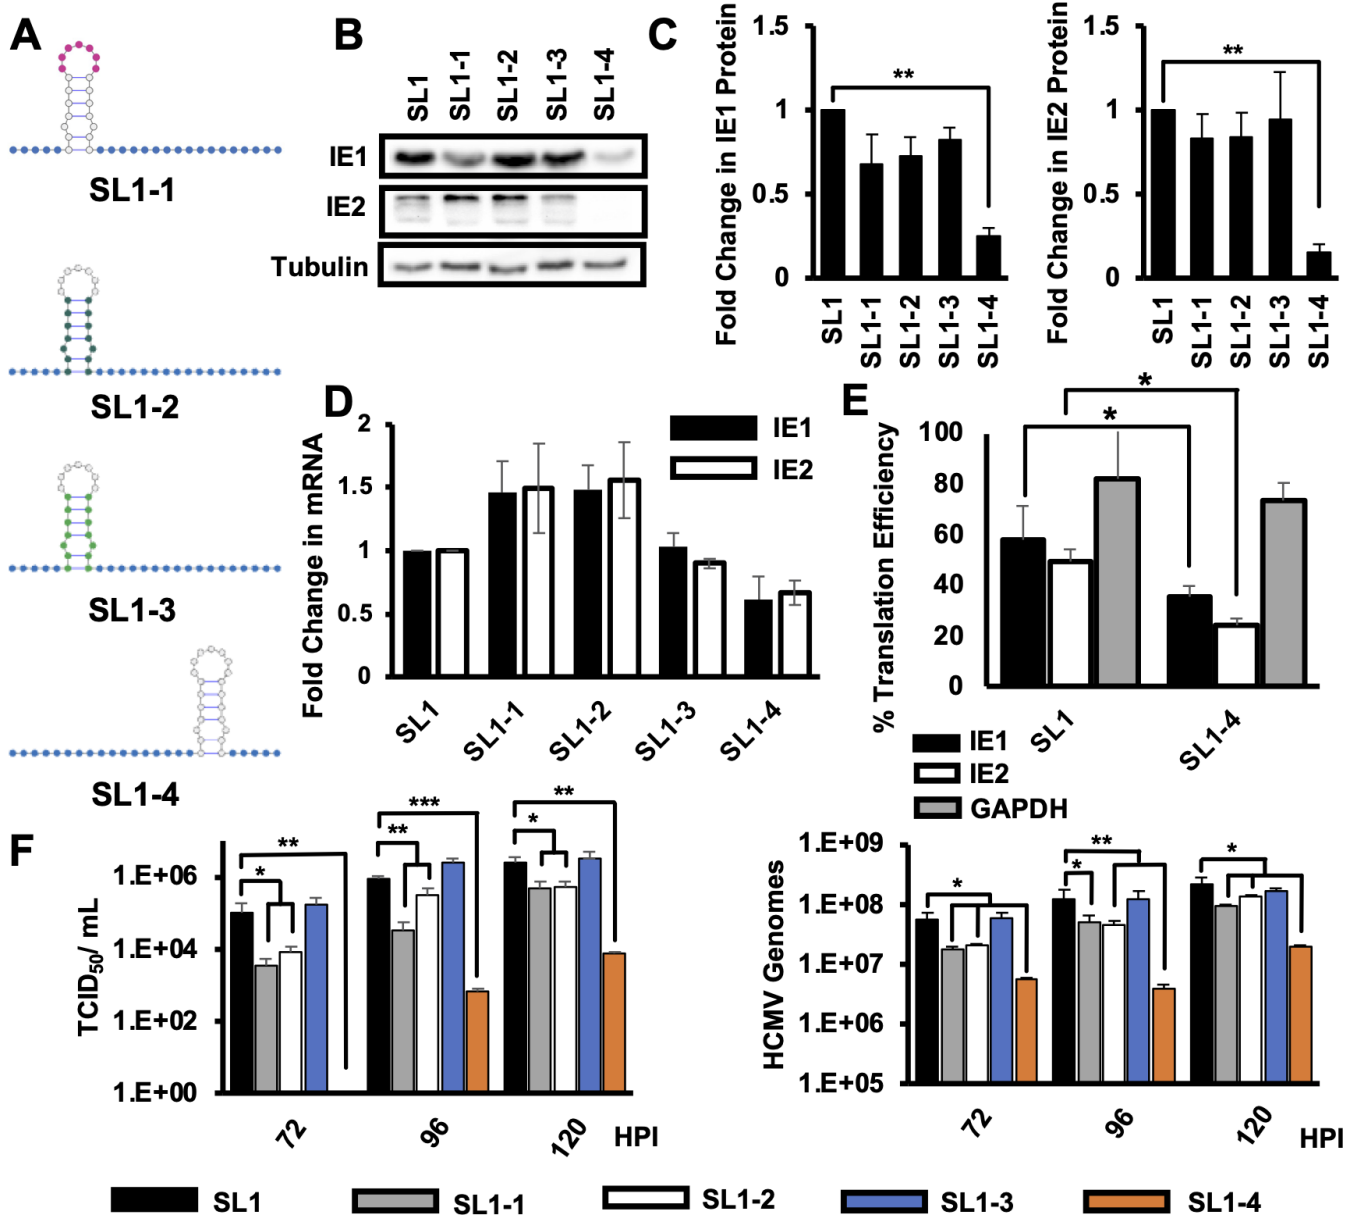 A
SL1-1
SL1-2
SL1-3
SL1-4
B
SL1
SL1-1
SL1-2
SL1-3
SL1-4
IE1
IE2
Tubulin
C
Fold Change in IE1 Protein
1.5
1
0.5
0
**
SL1
SL1-1
SL1-2
SL1-3
SL1-4
Fold Change in IE2 Protein
1.5
1
0.5
0
**
SL1
SL1-1
SL1-2
SL1-3
SL1-4
D
Fold Change in mRNA
2
1.5
1
0.5
0
IE1
IE2
SL1
SL1-1
SL1-2
SL1-3
SL1-4
E
% Translation Efficiency
100
80
60
40
20
0
*
*
SL1
SL1-4
IE1
IE2
GAPDH
F
TCID50/ mL
1.E+06
1.E+04
1.E+02
1.E+00
**
*
***
**
**
*
72
96
120
HPI
HCMV Genomes
1.E+09
1.E+08
1.E+07
1.E+06
1.E+05
*
**
*
*
72
96
120
HPI
SL1
SL1-1
SL1-2
SL1-3
SL1-4